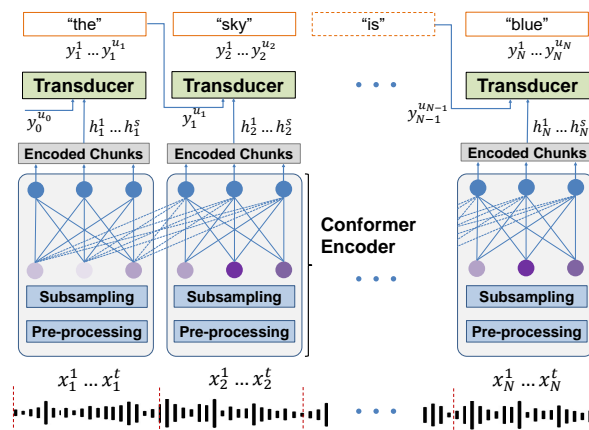 “the” “sky” “is” “blue”
y_1^1 … y_1^{u_1} y_2^1 … y_2^{u_2} y_N^1 … y_N^{u_N}
Transducer Transducer Transducer
y_0^{u_0} h_1^1 … h_1^s y_1^{u_1} h_2^1 … h_2^s y_{N-1}^{u_{N-1}} h_N^1 … h_N^s
Encoded Chunks Encoded Chunks Encoded Chunks
Conformer
Encoder
Subsampling Subsampling Subsampling
Pre-processing Pre-processing Pre-processing
x_1^1 … x_1^t x_2^1 … x_2^t x_N^1 … x_N^t